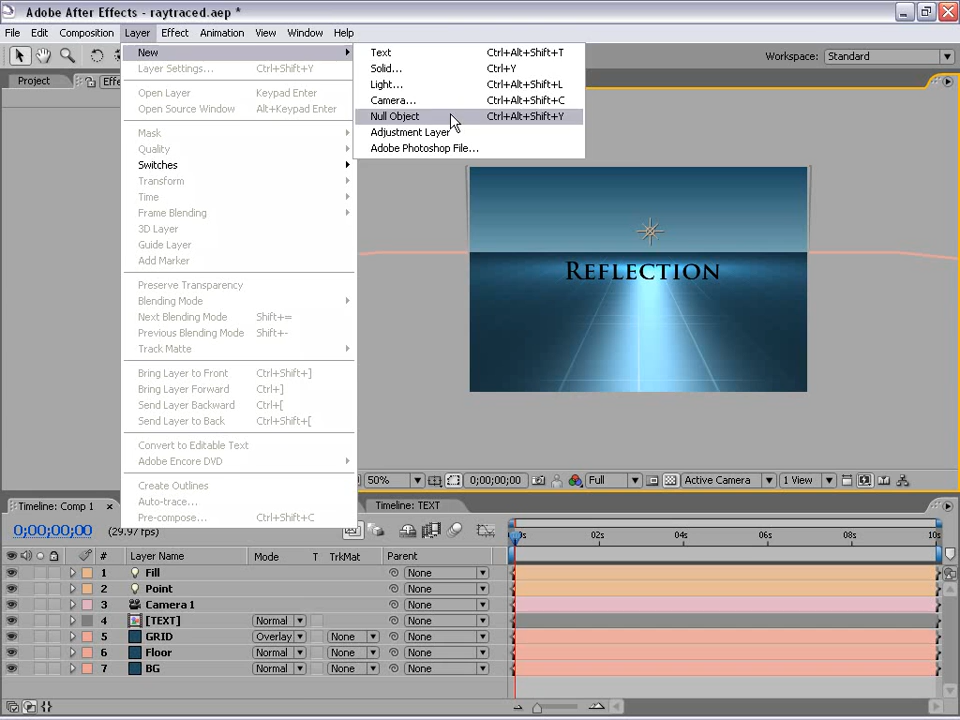 Adobe After Effects - raytraced.aep *
File Edit Composition Layer Effect Animation View Window Help
Workspace: Standard
Project
New
Layer Settings... Ctrl+Shift+Y
Open Layer Keypad Enter
Open Source Window Alt+Keypad Enter
Mask
Quality
Switches
Transform
Time
Frame Blending
3D Layer
Guide Layer
Add Marker
Preserve Transparency
Blending Mode
Next Blending Mode Shift+=
Previous Blending Mode Shift+-
Track Matte
Bring Layer to Front Ctrl+Shift+]
Bring Layer Forward Ctrl+]
Send Layer Backward Ctrl+[
Send Layer to Back Ctrl+Shift+[
Convert to Editable Text
Adobe Encore DVD
Create Outlines
Auto-trace...
Pre-compose... Ctrl+Shift+C
Text Ctrl+Alt+Shift+T
Solid... Ctrl+Y
Light... Ctrl+Alt+Shift+L
Camera... Ctrl+Alt+Shift+C
Null Object Ctrl+Alt+Shift+Y
Adjustment Layer
Adobe Photoshop File...
REFLECTION
50% 0;00;00;00 Full Active Camera 1 View
Timeline: Comp 1 × Timeline: TEXT
0;00;00;00 (29.97 fps)
02s 04s 06s 08s 10s
# Layer Name Mode T TrkMat Parent
1 Fill None
2 Point None
3 Camera 1 None
4 [TEXT] Normal None
5 GRID Overlay None None
6 Floor Normal None None
7 BG Normal None None